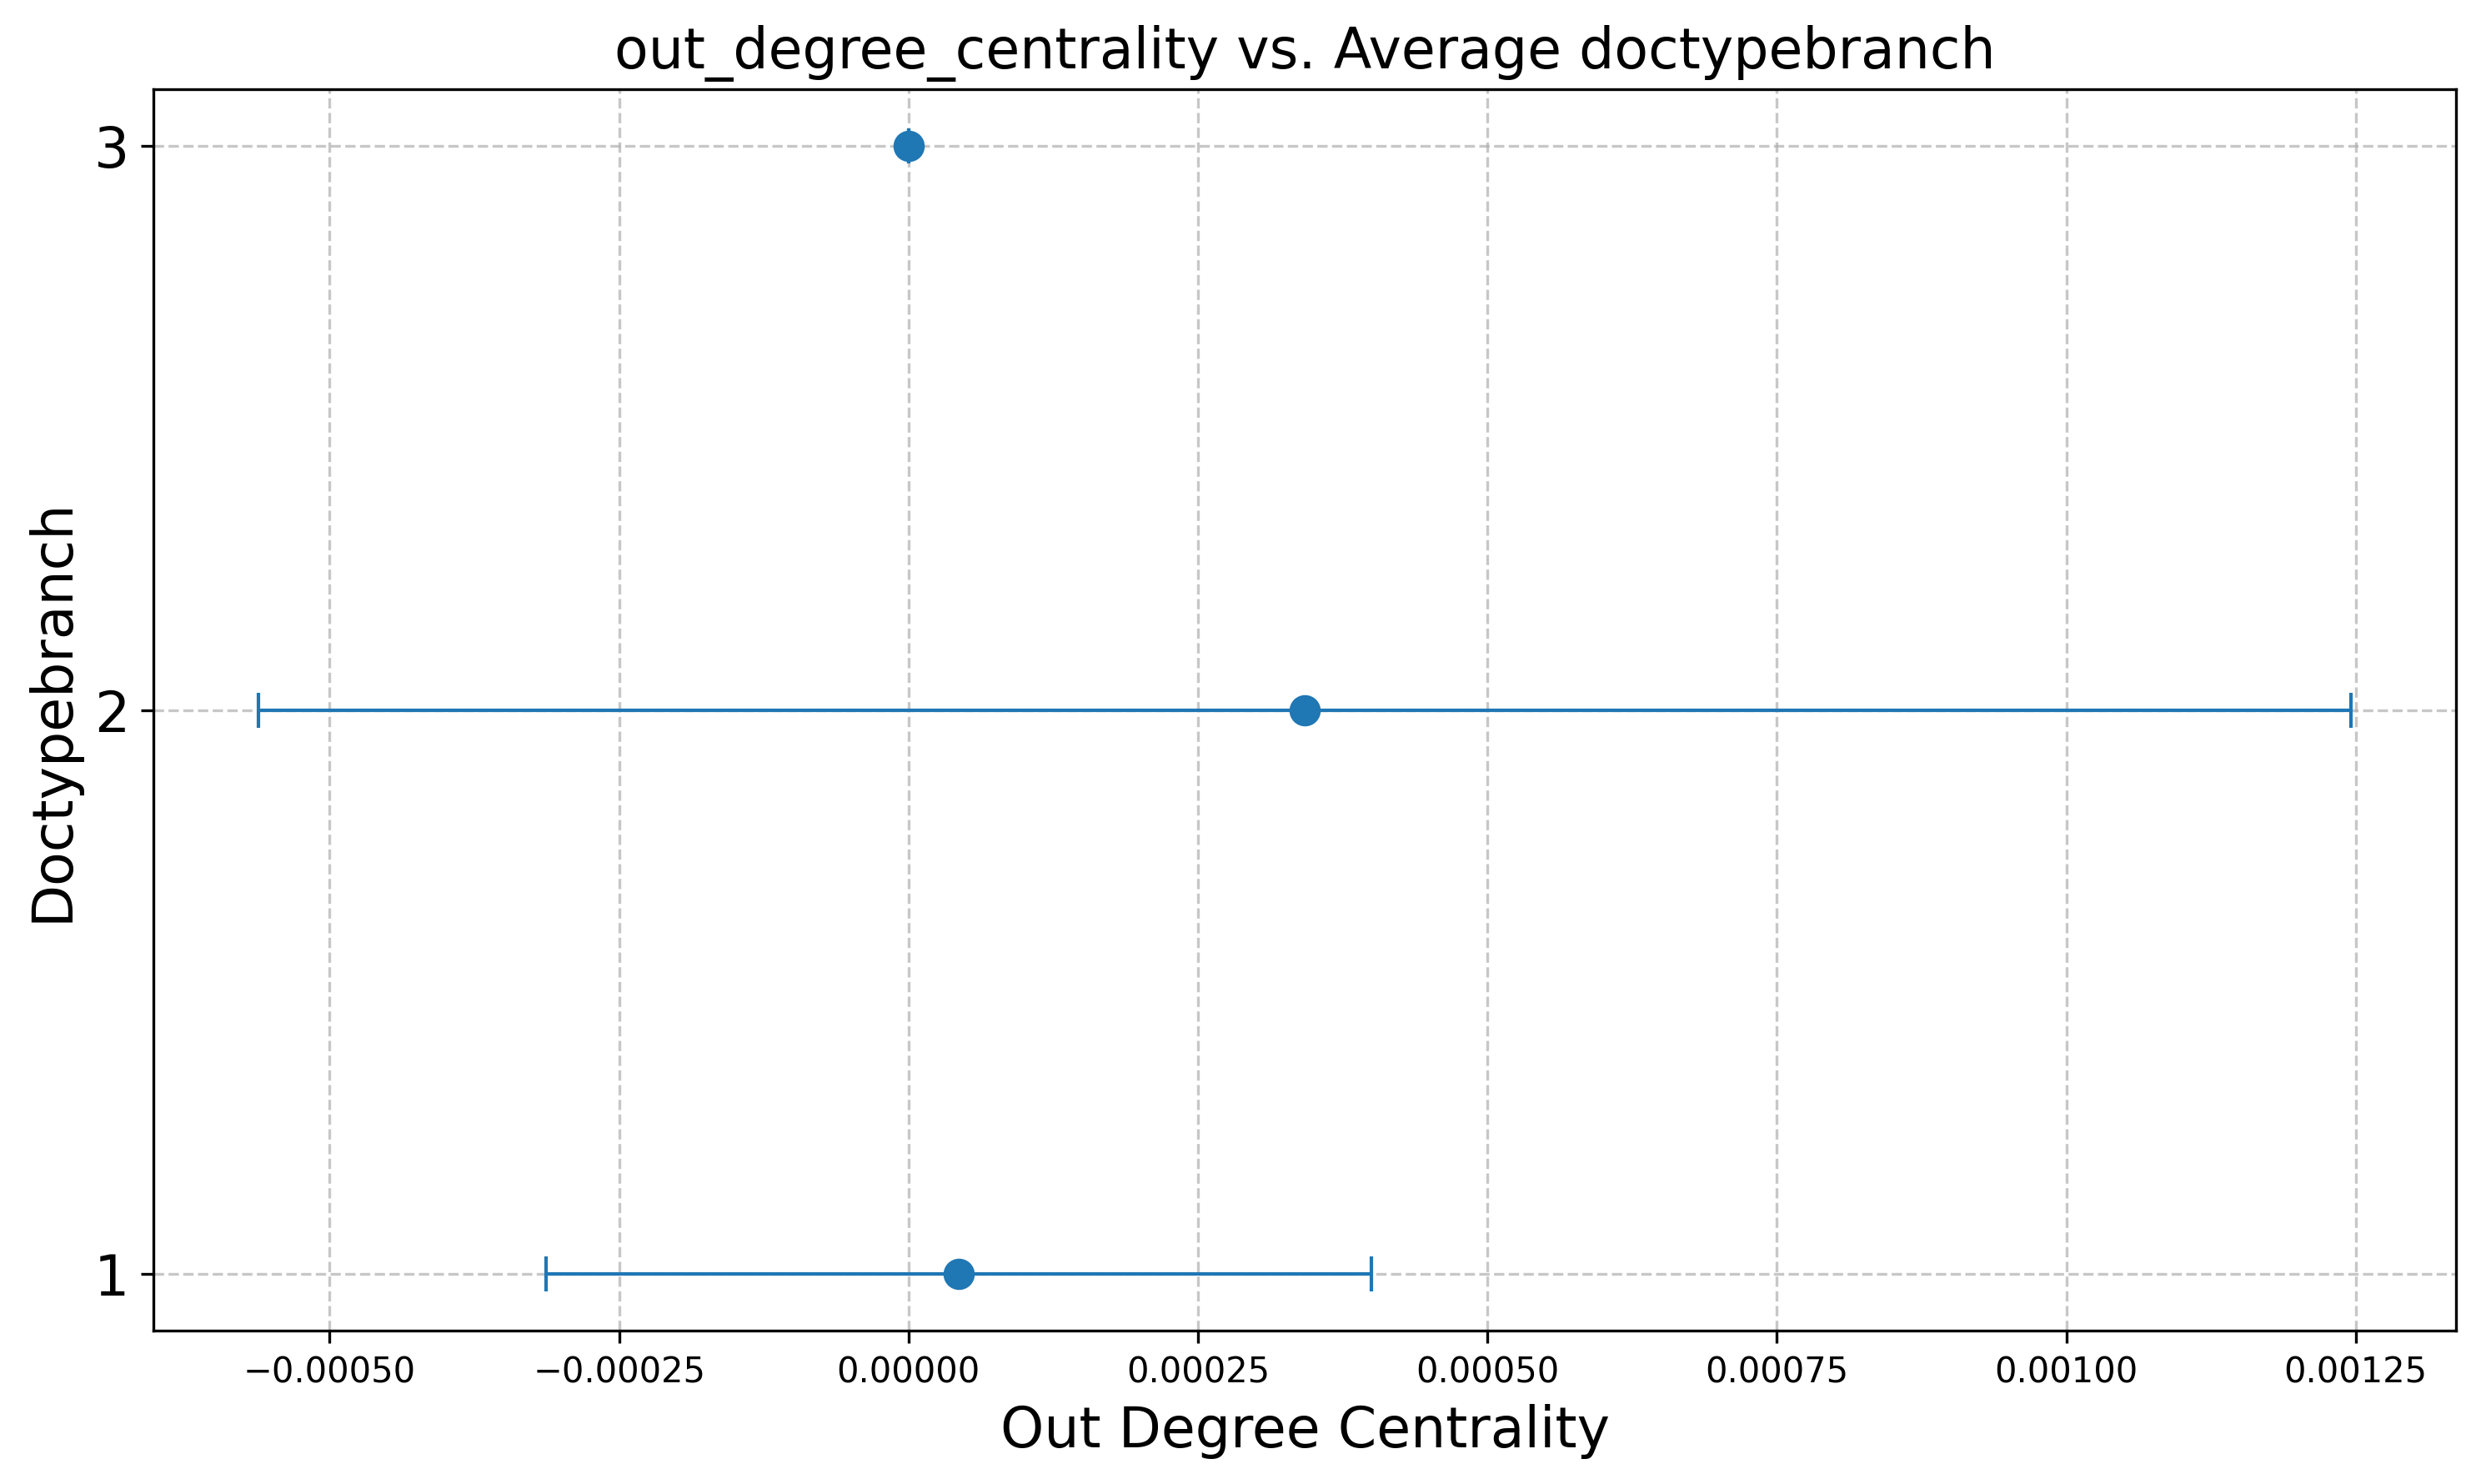 out_degree_centrality vs. Average doctypebranch
Doctypebranch
3
2
1
−0.00050 −0.00025 0.00000 0.00025 0.00050 0.00075 0.00100 0.00125
Out Degree Centrality